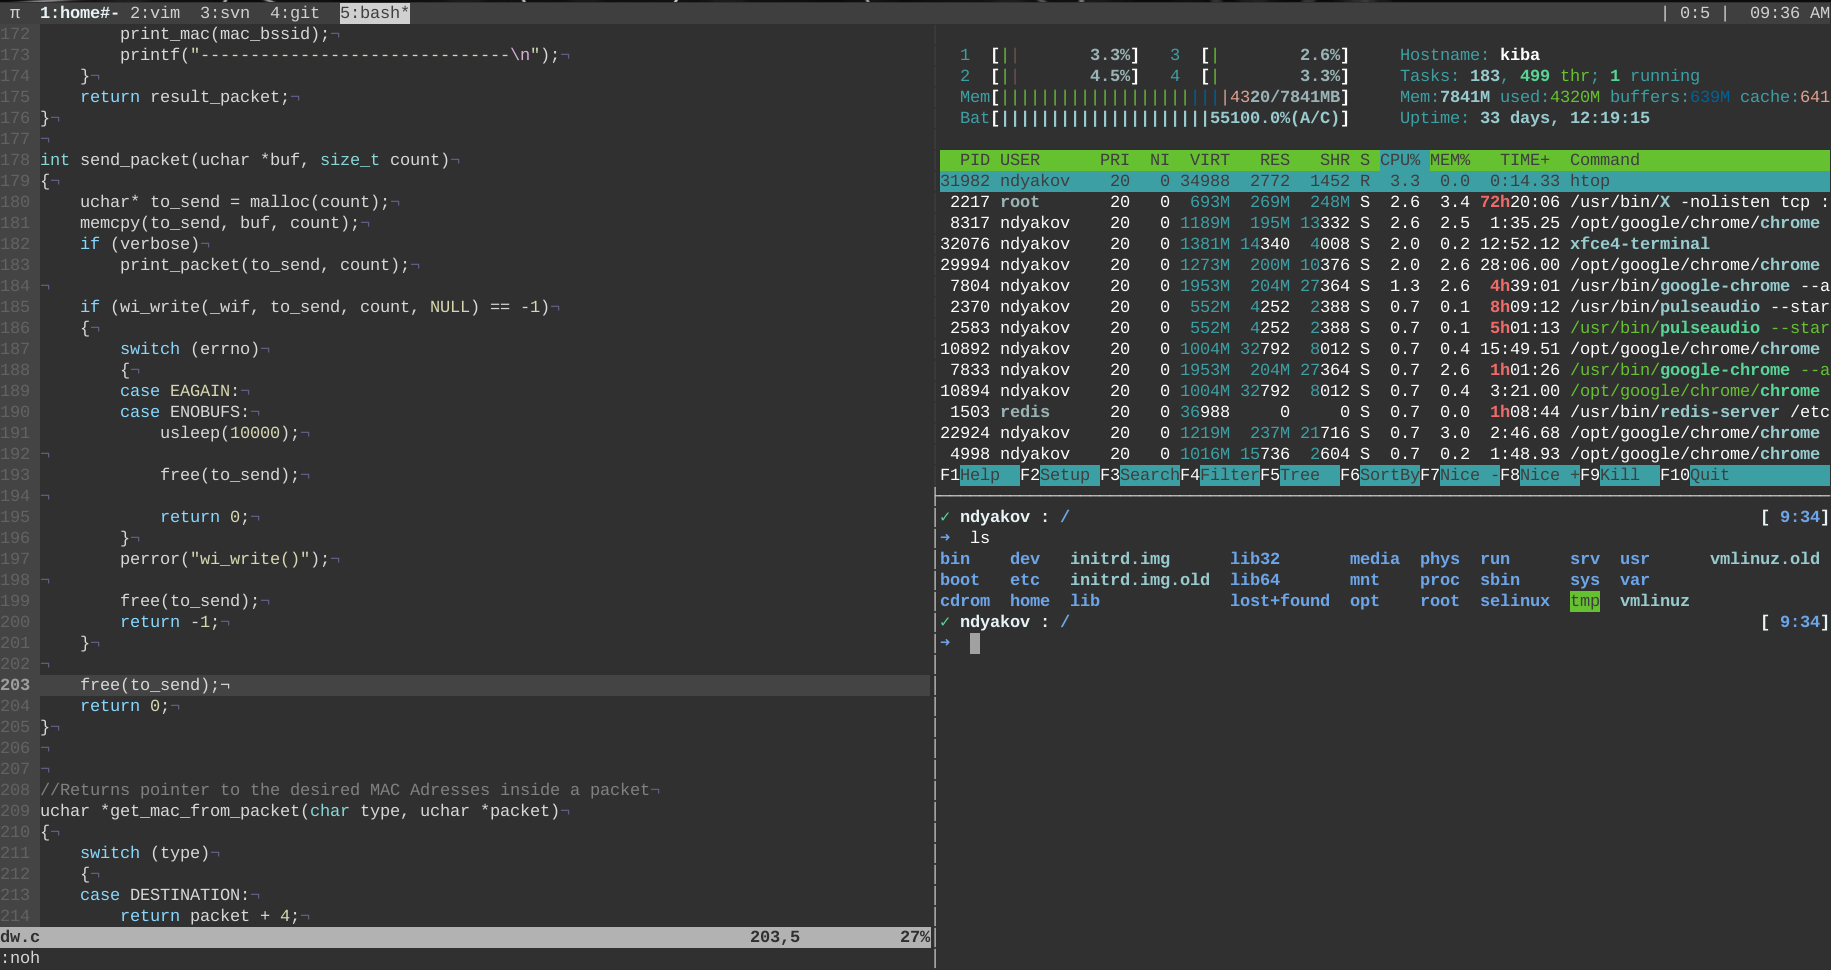 π 1:home#- 2:vim 3:svn 4:git 5:bash* | 0:5 | 09:36 AM
172 print_mac(mac_bssid);¬
173 printf("-------------------------------\n");¬
174 }¬
175 return result_packet;¬
176 }¬
177 ¬
178 int send_packet(uchar *buf, size_t count)¬
179 {¬
180 uchar* to_send = malloc(count);¬
181 memcpy(to_send, buf, count);¬
182 if (verbose)¬
183 print_packet(to_send, count);¬
184 ¬
185 if (wi_write(_wif, to_send, count, NULL) == -1)¬
186 {¬
187 switch (errno)¬
188 {¬
189 case EAGAIN:¬
190 case ENOBUFS:¬
191 usleep(10000);¬
192 ¬
193 free(to_send);¬
194 ¬
195 return 0;¬
196 }¬
197 perror("wi_write()");¬
198 ¬
199 free(to_send);¬
200 return -1;¬
201 }¬
202 ¬
203 free(to_send);¬
204 return 0;¬
205 }¬
206 ¬
207 ¬
208 //Returns pointer to the desired MAC Adresses inside a packet¬
209 uchar *get_mac_from_packet(char type, uchar *packet)¬
210 {¬
211 switch (type)¬
212 {¬
213 case DESTINATION:¬
214 return packet + 4;¬
dw.c 203,5 27%
:noh
1 [|| 3.3%] 3 [| 2.6%] Hostname: kiba
2 [|| 4.5%] 4 [| 3.3%] Tasks: 183, 499 thr; 1 running
Mem[|||||||||||||||||||||||4320/7841MB] Mem:7841M used:4320M buffers:639M cache:641
Bat[|||||||||||||||||||||55100.0%(A/C)] Uptime: 33 days, 12:19:15
PID USER PRI NI VIRT RES SHR S CPU% MEM% TIME+ Command
31982 ndyakov 20 0 34988 2772 1452 R 3.3 0.0 0:14.33 htop
2217 root 20 0 693M 269M 248M S 2.6 3.4 72h20:06 /usr/bin/X -nolisten tcp :
8317 ndyakov 20 0 1189M 195M 13332 S 2.6 2.5 1:35.25 /opt/google/chrome/chrome
32076 ndyakov 20 0 1381M 14340 4008 S 2.0 0.2 12:52.12 xfce4-terminal
29994 ndyakov 20 0 1273M 200M 10376 S 2.0 2.6 28:06.00 /opt/google/chrome/chrome
7804 ndyakov 20 0 1953M 204M 27364 S 1.3 2.6 4h39:01 /usr/bin/google-chrome --a
2370 ndyakov 20 0 552M 4252 2388 S 0.7 0.1 8h09:12 /usr/bin/pulseaudio --star
2583 ndyakov 20 0 552M 4252 2388 S 0.7 0.1 5h01:13 /usr/bin/pulseaudio --star
10892 ndyakov 20 0 1004M 32792 8012 S 0.7 0.4 15:49.51 /opt/google/chrome/chrome
7833 ndyakov 20 0 1953M 204M 27364 S 0.7 2.6 1h01:26 /usr/bin/google-chrome --a
10894 ndyakov 20 0 1004M 32792 8012 S 0.7 0.4 3:21.00 /opt/google/chrome/chrome
1503 redis 20 0 36988 0 0 S 0.7 0.0 1h08:44 /usr/bin/redis-server /etc
22924 ndyakov 20 0 1219M 237M 21716 S 0.7 3.0 2:46.68 /opt/google/chrome/chrome
4998 ndyakov 20 0 1016M 15736 2604 S 0.7 0.2 1:48.93 /opt/google/chrome/chrome
F1Help F2Setup F3SearchF4FilterF5Tree F6SortByF7Nice -F8Nice +F9Kill F10Quit
✓ ndyakov : / [ 9:34]
➜ ls
bin dev initrd.img lib32 media phys run srv usr vmlinuz.old
boot etc initrd.img.old lib64 mnt proc sbin sys var
cdrom home lib lost+found opt root selinux tmp vmlinuz
✓ ndyakov : / [ 9:34]
➜